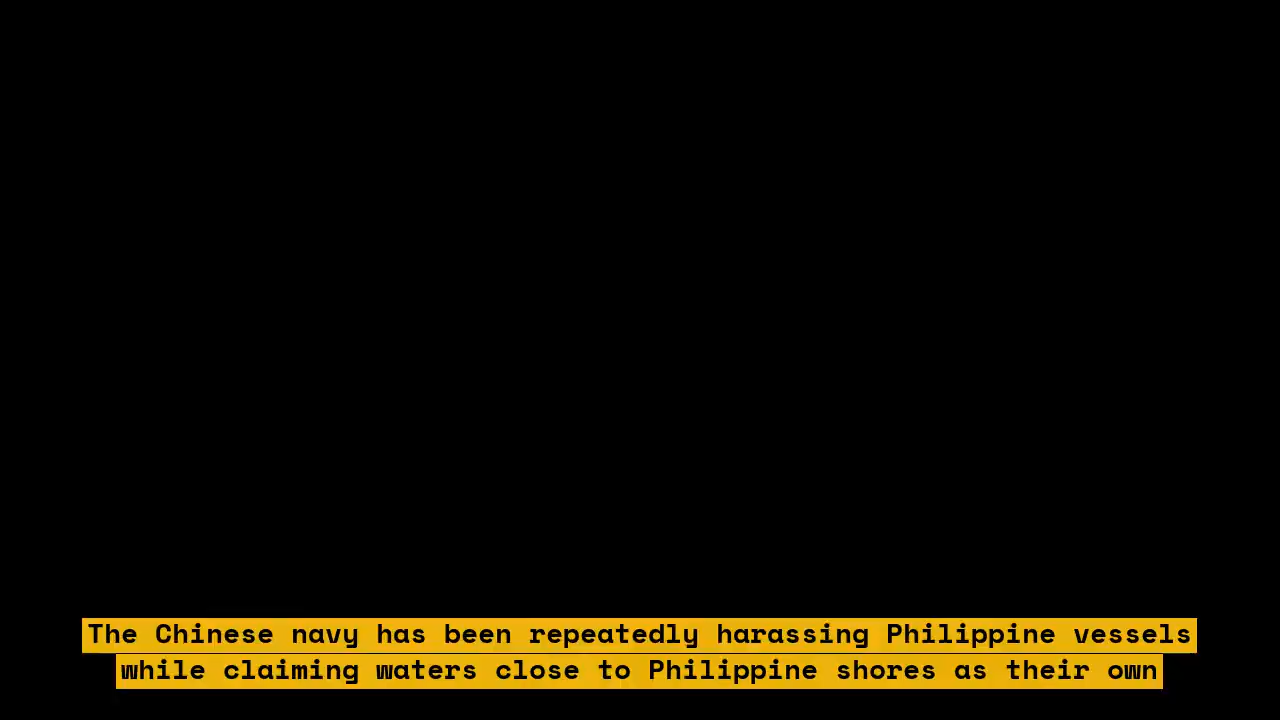 The Chinese navy has been repeatedly harassing Philippine vessels
while claiming waters close to Philippine shores as their own